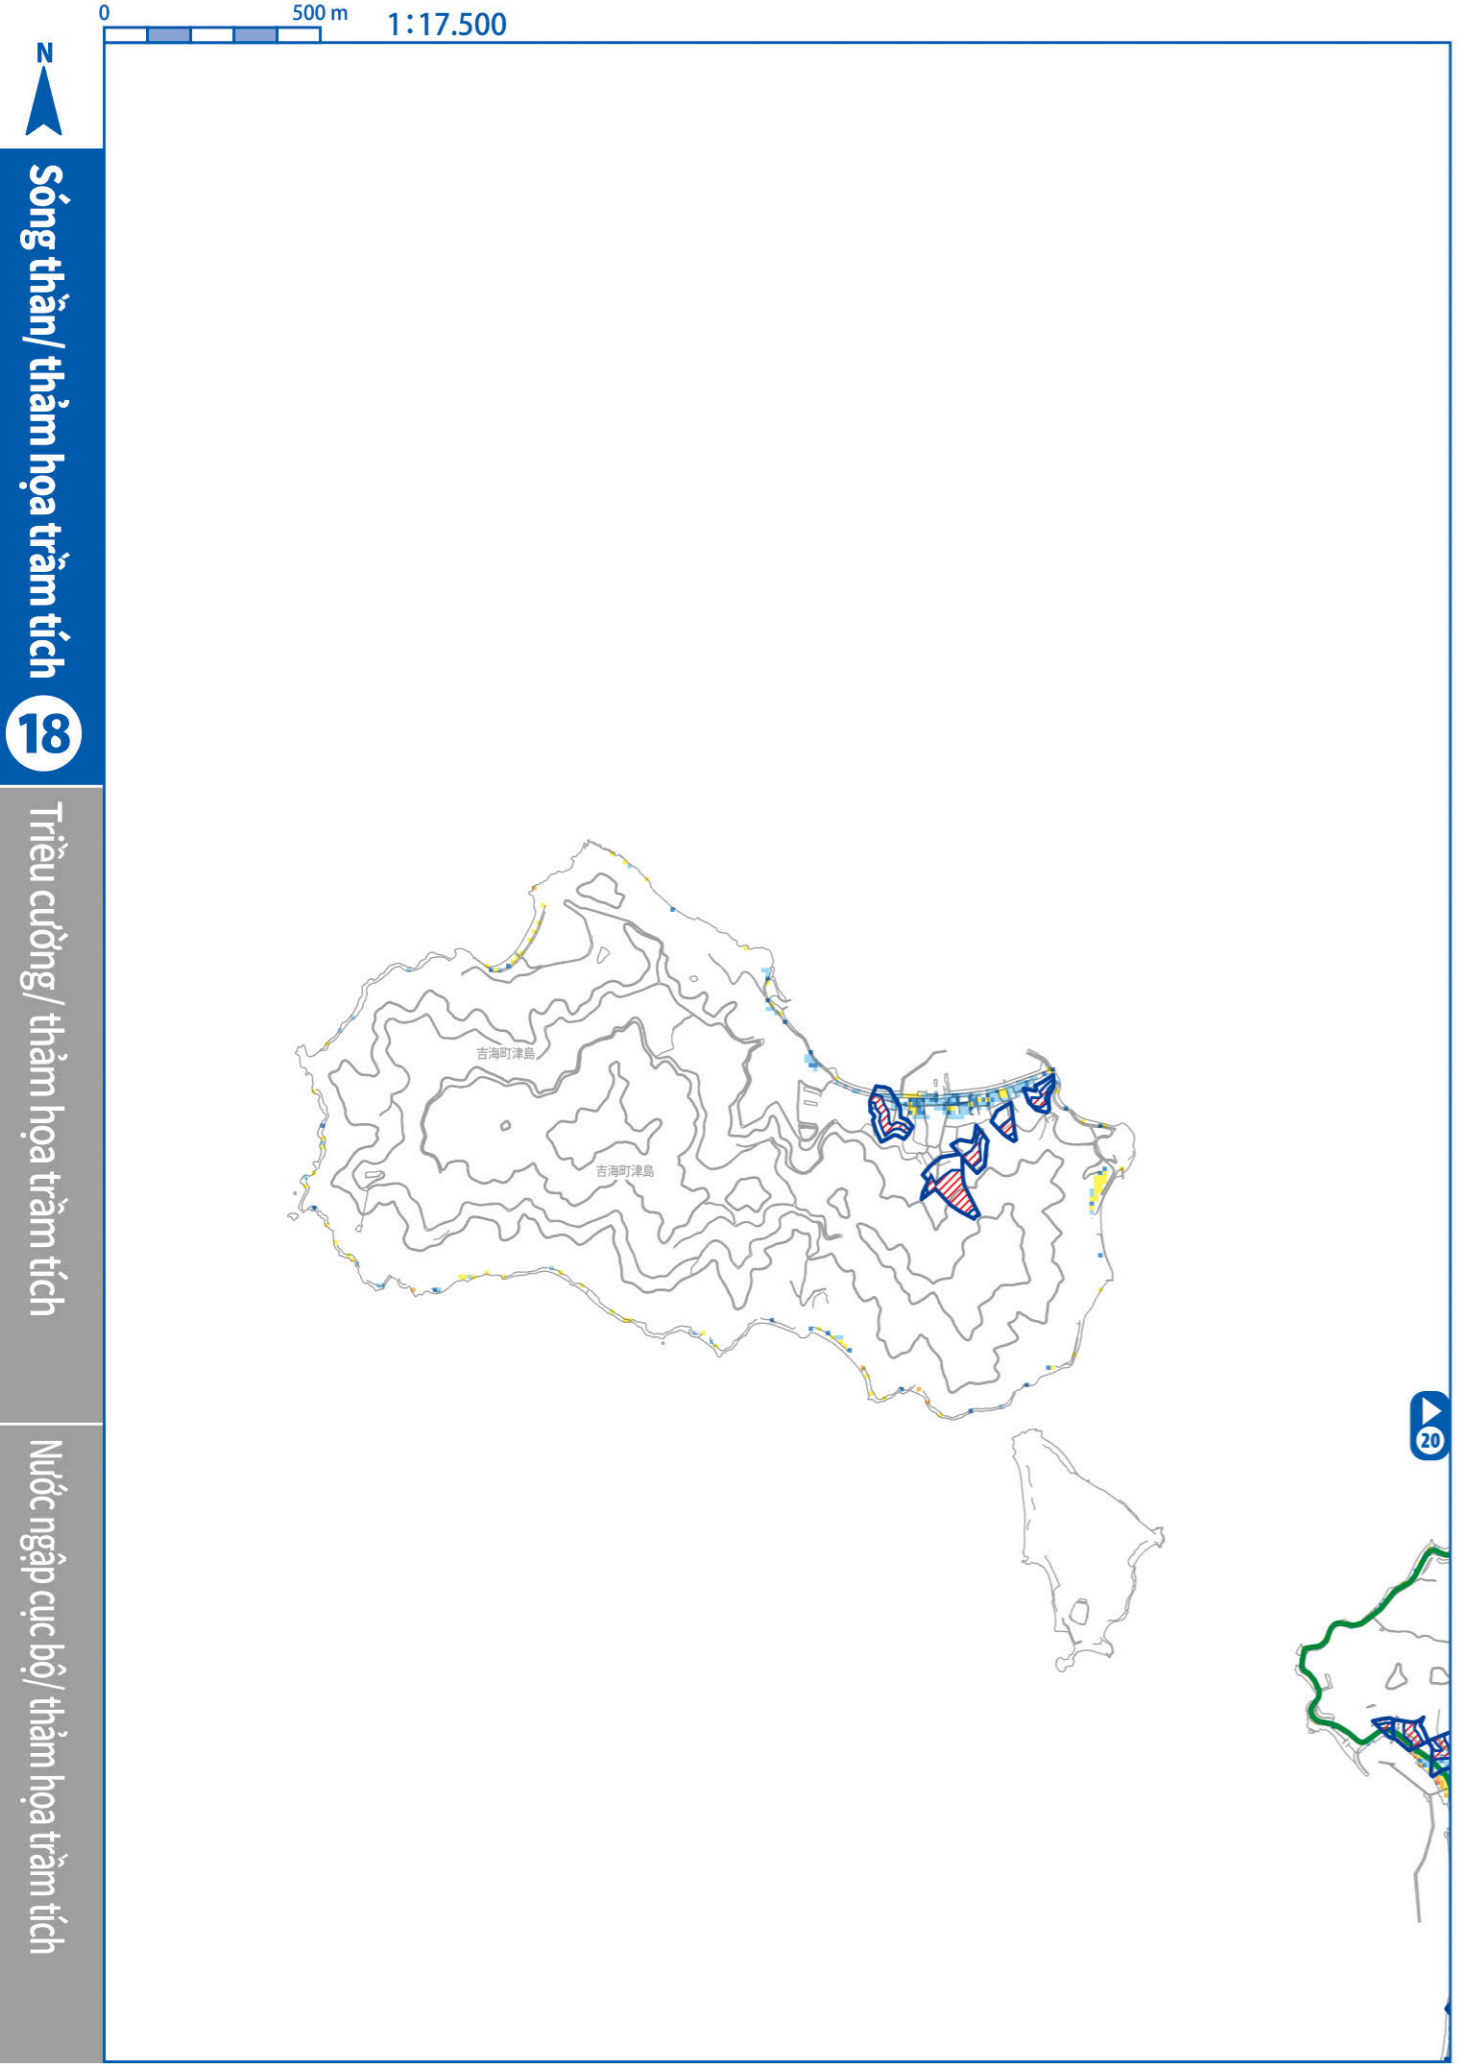 0
500 m
1:17.500
N
Sóng thần/ thảm họa trầm tích
18
Triều cường/ thảm họa trầm tích
Nước ngập cục bộ/ thảm họa trầm tích
吉海町津島
吉海町津島
20